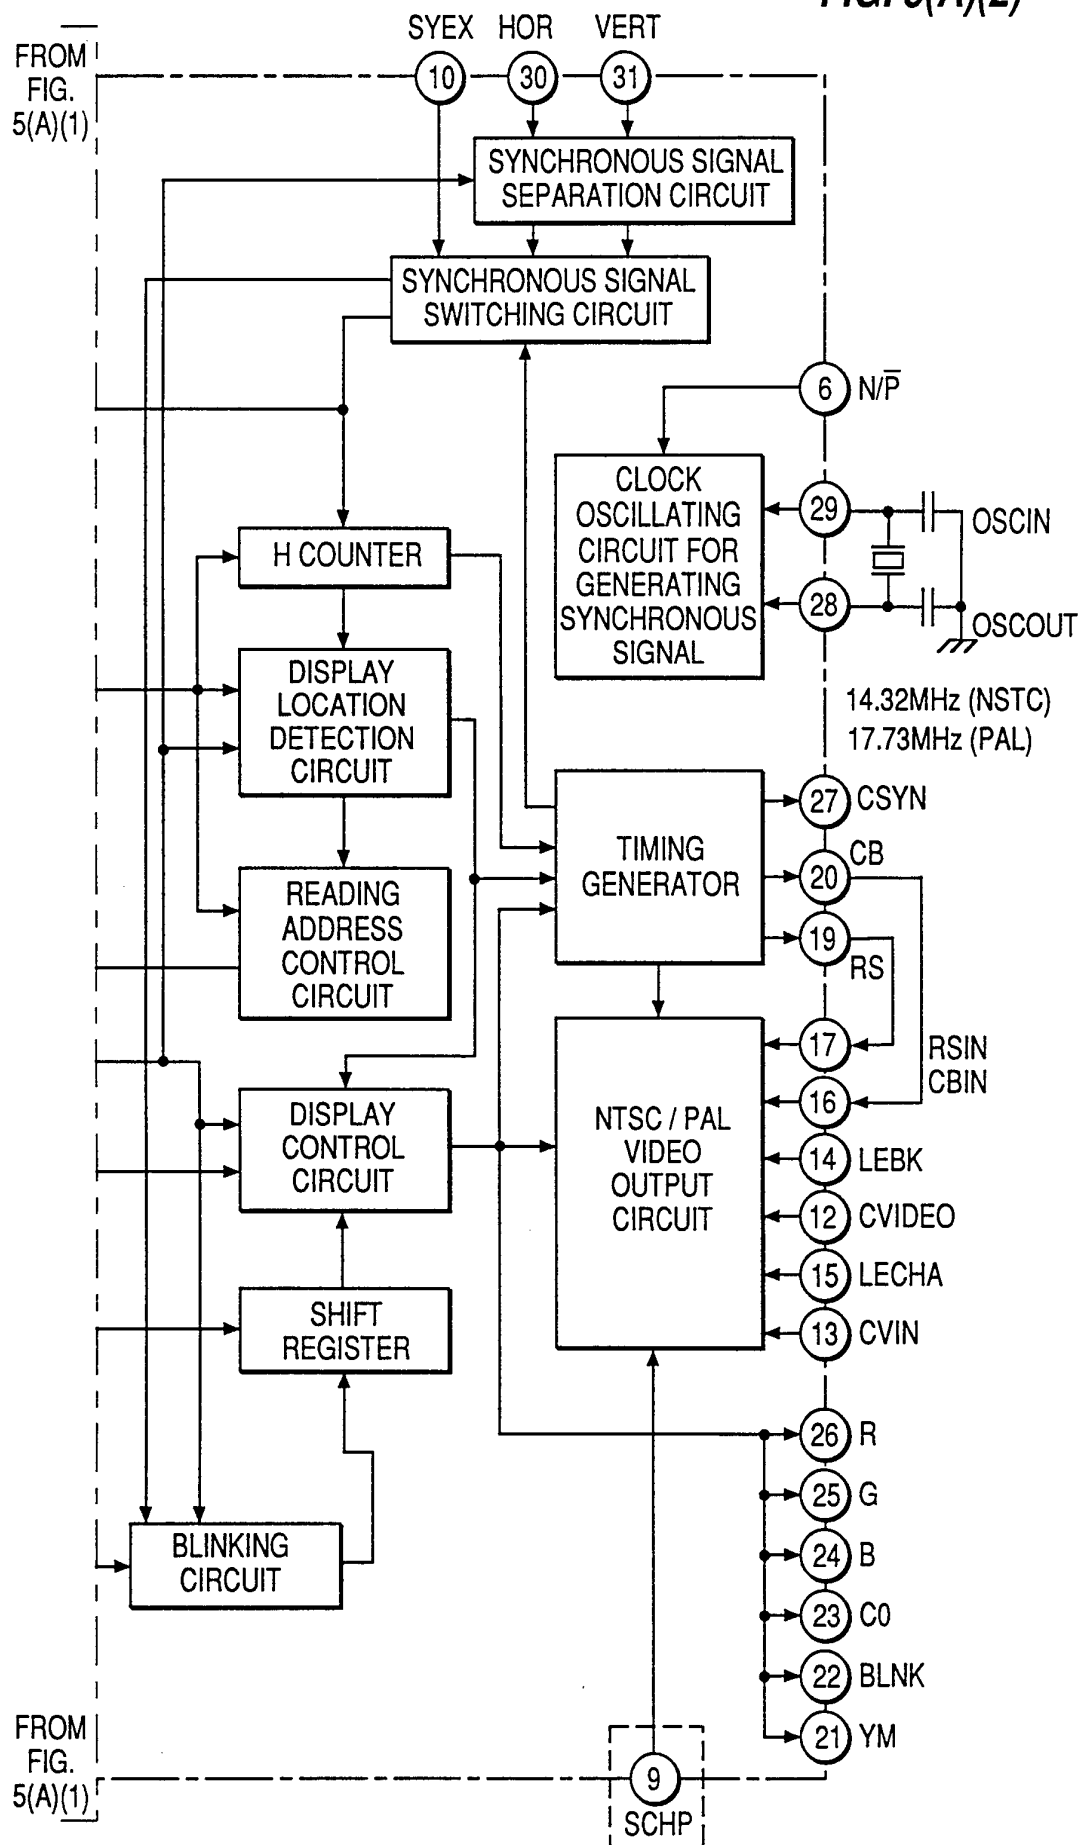 FIG. 5(A)(2)
SYEX HOR VERT
FROM
FIG.
5(A)(1)
10 30 31
SYNCHRONOUS SIGNAL
SEPARATION CIRCUIT
SYNCHRONOUS SIGNAL
SWITCHING CIRCUIT
6 N/P̅
CLOCK
OSCILLATING
CIRCUIT FOR
GENERATING
SYNCHRONOUS
SIGNAL
29
OSCIN
28
OSCOUT
14.32MHz (NSTC)
17.73MHz (PAL)
H COUNTER
DISPLAY
LOCATION
DETECTION
CIRCUIT
READING
ADDRESS
CONTROL
CIRCUIT
TIMING
GENERATOR
27 CSYN
20 CB
19 RS
17 RSIN
16 CBIN
DISPLAY
CONTROL
CIRCUIT
NTSC / PAL
VIDEO
OUTPUT
CIRCUIT
14 LEBK
12 CVIDEO
15 LECHA
13 CVIN
SHIFT
REGISTER
26 R
25 G
24 B
23 C0
22 BLNK
21 YM
BLINKING
CIRCUIT
FROM
FIG.
5(A)(1)
9
SCHP